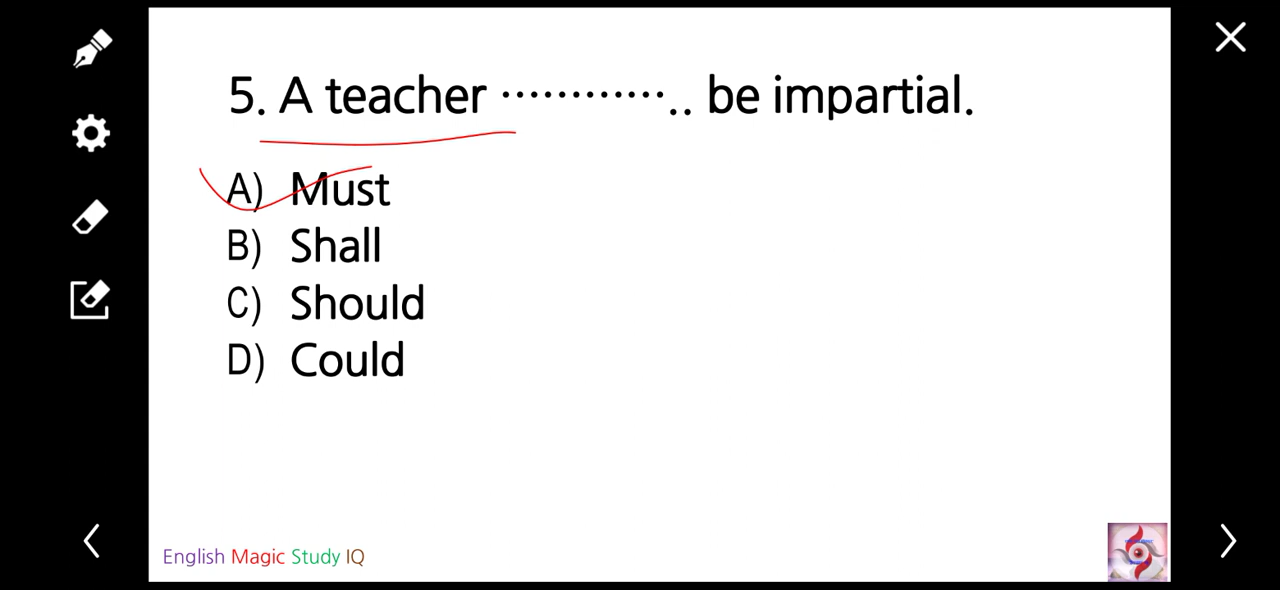 5. A teacher ………….. be impartial.
A) Must
B) Shall
C) Should
D) Could
English Magic Study IQ